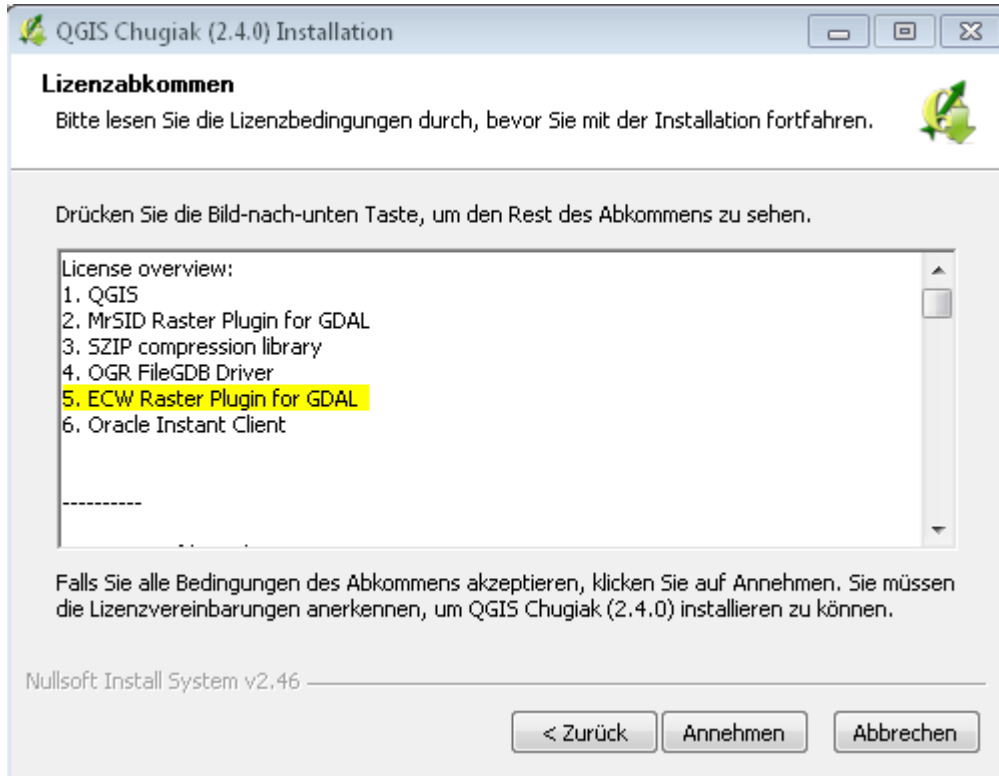 QGIS Chugiak (2.4.0) Installation
Lizenzabkommen
Bitte lesen Sie die Lizenzbedingungen durch, bevor Sie mit der Installation fortfahren.
Drücken Sie die Bild-nach-unten Taste, um den Rest des Abkommens zu sehen.
License overview:
1. QGIS
2. MrSID Raster Plugin for GDAL
3. SZIP compression library
4. OGR FileGDB Driver
5. ECW Raster Plugin for GDAL
6. Oracle Instant Client
----------
Falls Sie alle Bedingungen des Abkommens akzeptieren, klicken Sie auf Annehmen. Sie müssen
die Lizenzvereinbarungen anerkennen, um QGIS Chugiak (2.4.0) installieren zu können.
Nullsoft Install System v2.46
< Zurück
Annehmen
Abbrechen